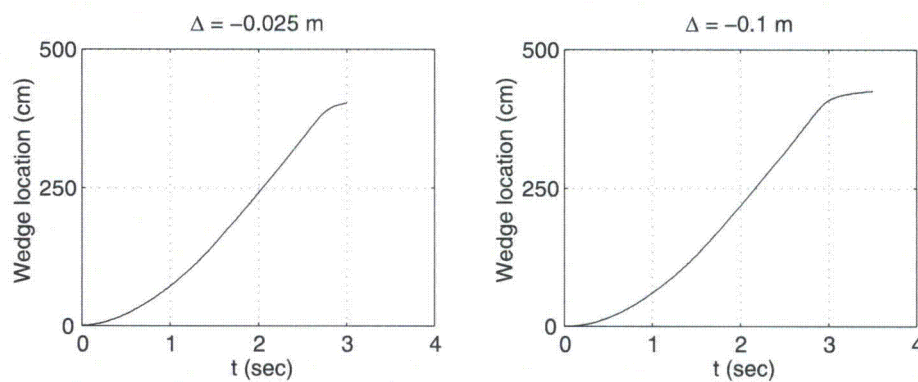 Δ = −0.025 m
500
250
0
0 1 2 3 4
Wedge location (cm)
t (sec)
Δ = −0.1 m
500
250
0
0 1 2 3 4
Wedge location (cm)
t (sec)